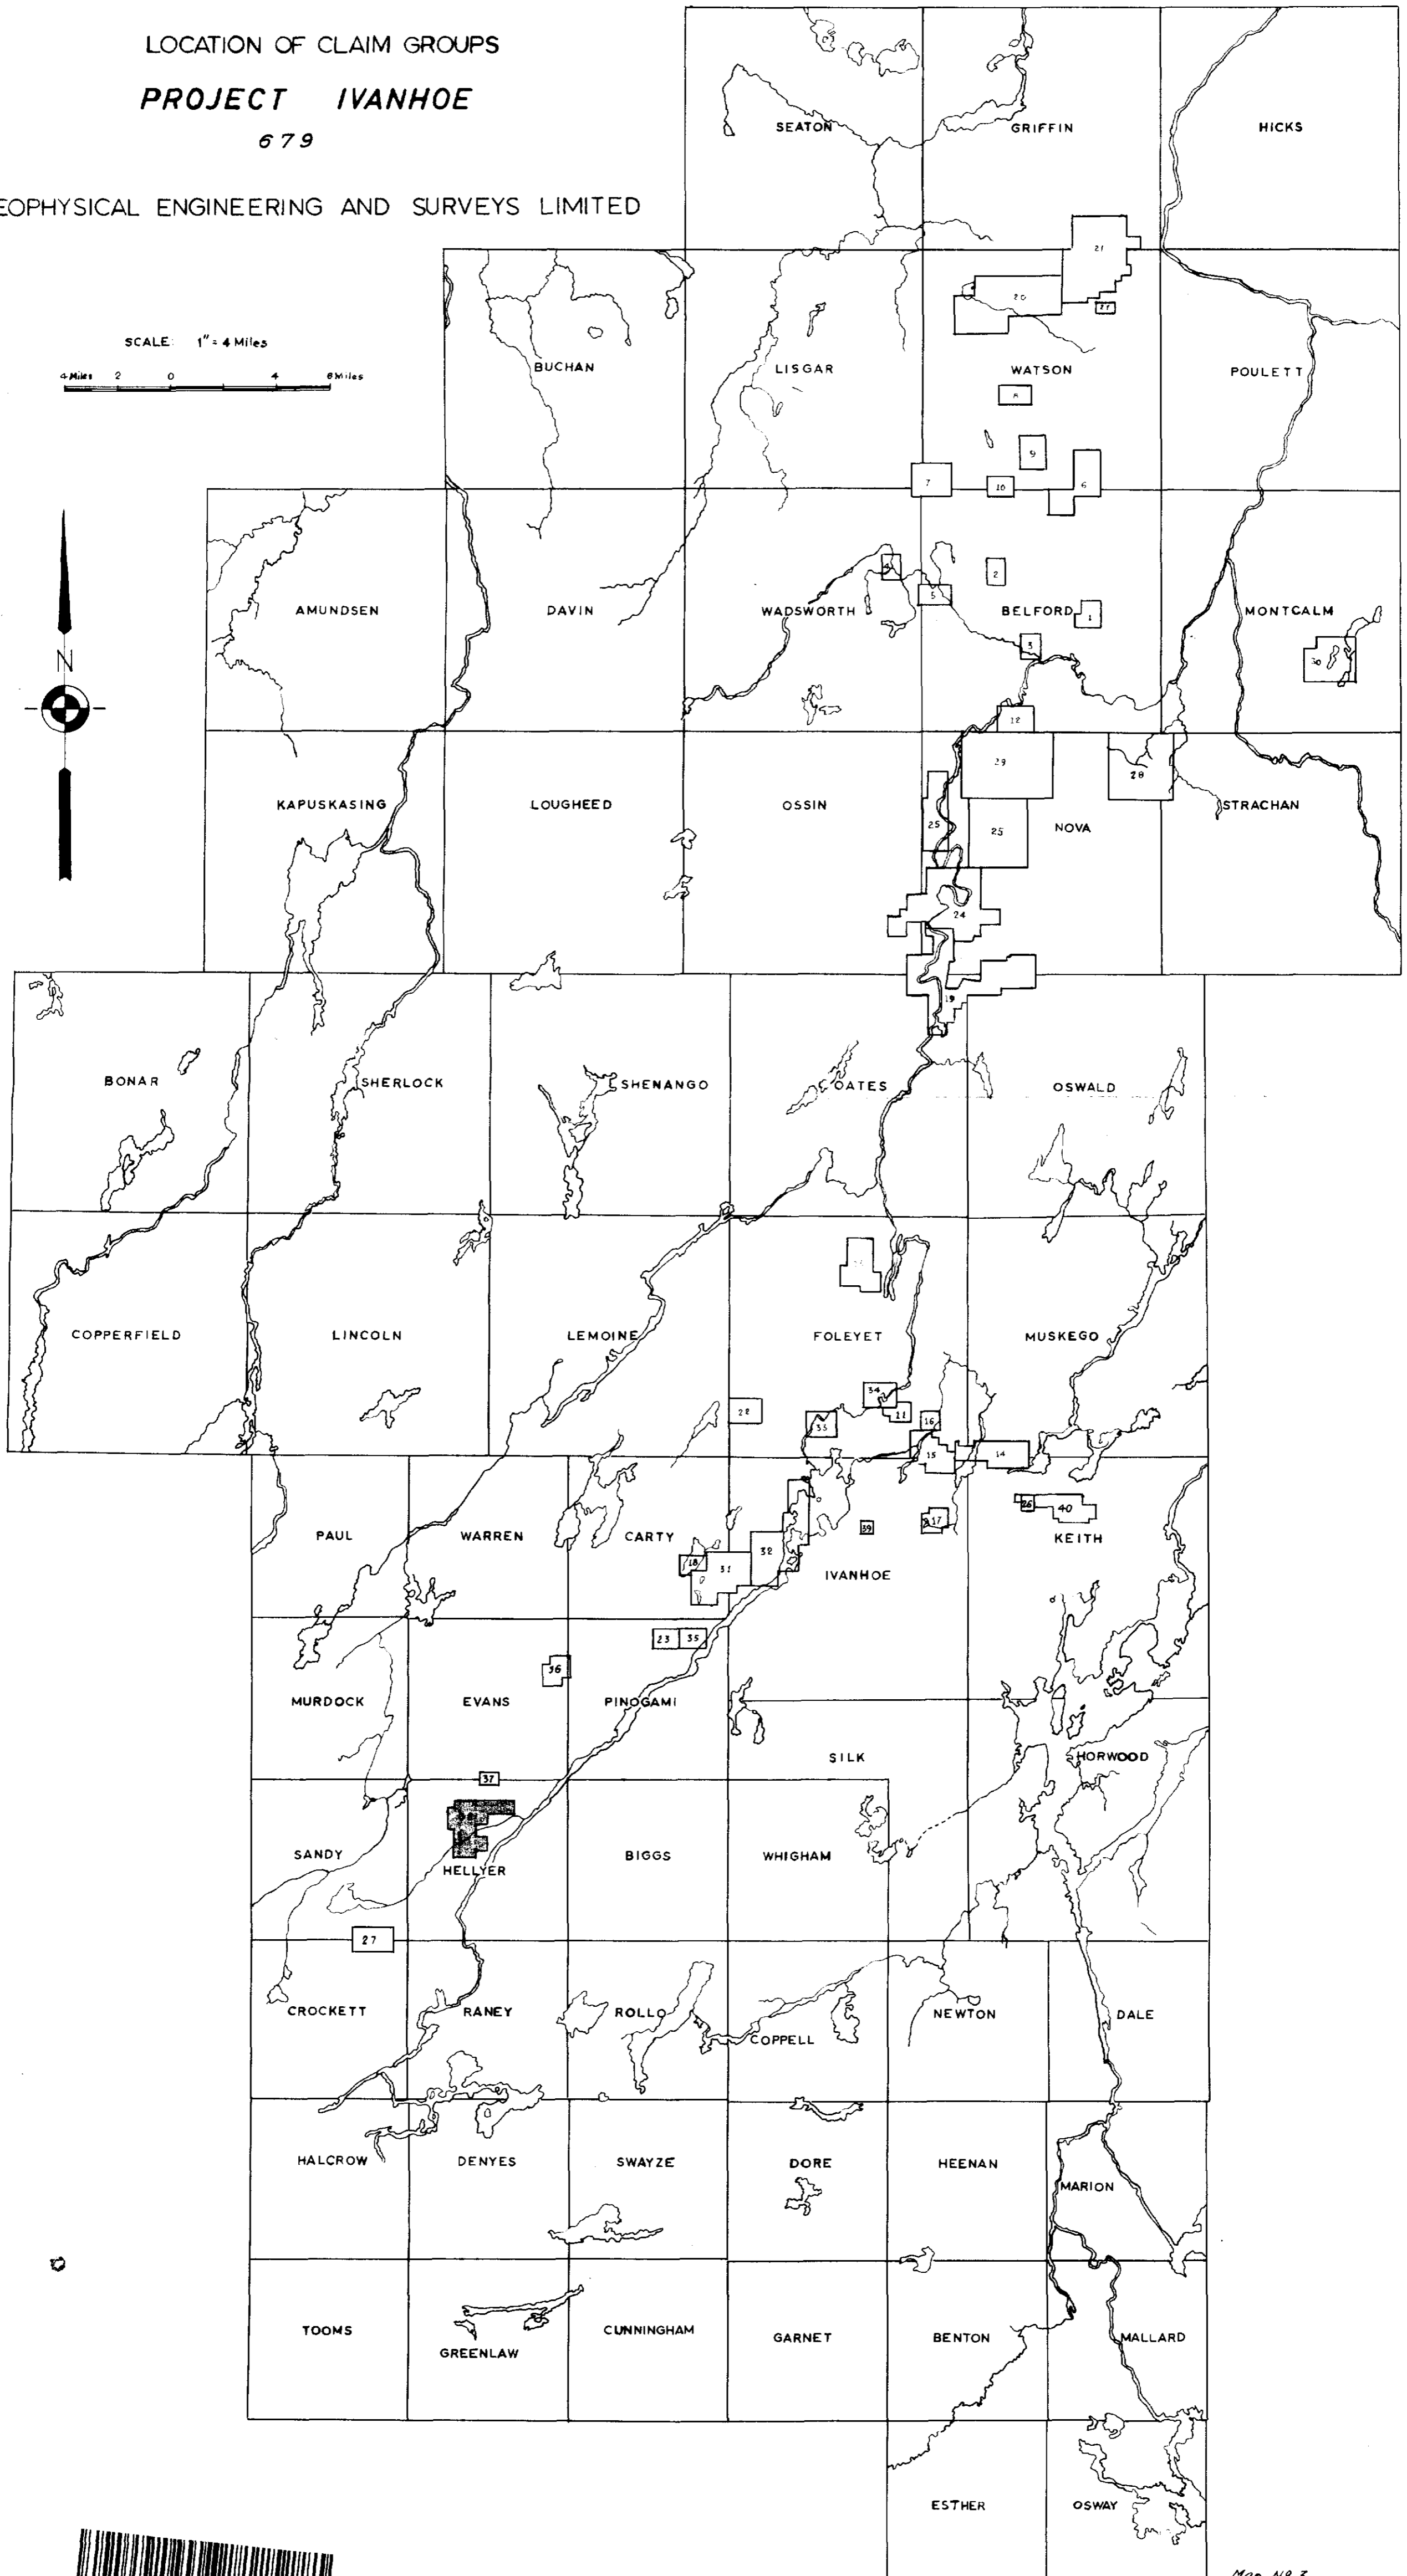 LOCATION OF CLAIM GROUPS
PROJECT IVANHOE
679
EOPHYSICAL ENGINEERING AND SURVEYS LIMITED
SCALE: 1" = 4 Miles
4 Miles 2 0 4 6 Miles
N
SEATON GRIFFIN HICKS
21
20
BUCHAN LISGAR WATSON POULETT
8
9
7 10 6
4 2
5
AMUNDSEN DAVIN WADSWORTH BELFORD 1 MONTCALM
3
30
12
29 28
KAPUSKASING LOUGHEED OSSIN STRACHAN
25 25 NOVA
24
19
BONAR SHERLOCK SHENANGO COATES OSWALD
COPPERFIELD LINCOLN LEMOINE FOLEYET MUSKEGO
34
22 11
33 16
15 14
26 40
39 17
PAUL WARREN CARTY KEITH
32
18 31 IVANHOE
23 35
36
MURDOCK EVANS PINOGAMI
SILK HORWOOD
37
SANDY HELLYER BIGGS WHIGHAM
27
CROCKETT RANEY ROLLO COPPELL NEWTON DALE
HALCROW DENYES SWAYZE DORE HEENAN
MARION
TOOMS GREENLAW CUNNINGHAM GARNET BENTON MALLARD
ESTHER OSWAY
Map No 3